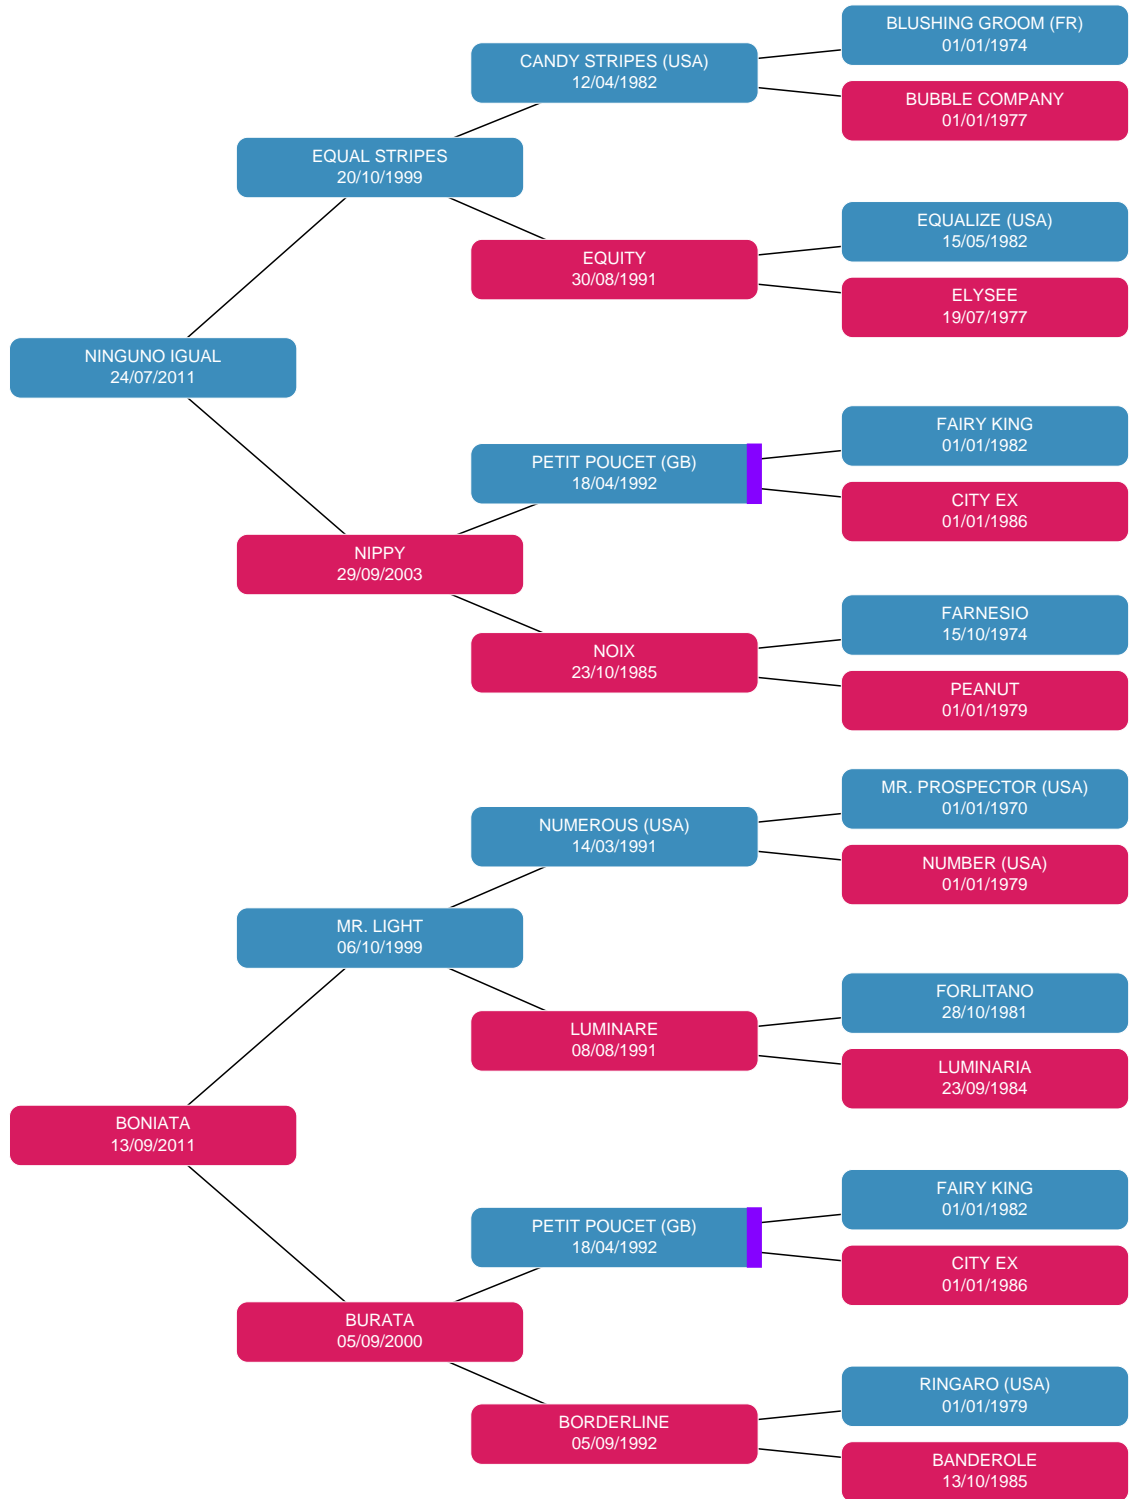 BLUSHING GROOM (FR)
01/01/1974
CANDY STRIPES (USA)
12/04/1982
BUBBLE COMPANY
01/01/1977
EQUAL STRIPES
20/10/1999
EQUALIZE (USA)
15/05/1982
EQUITY
30/08/1991
ELYSEE
19/07/1977
NINGUNO IGUAL
24/07/2011
FAIRY KING
01/01/1982
PETIT POUCET (GB)
18/04/1992
CITY EX
01/01/1986
NIPPY
29/09/2003
FARNESIO
15/10/1974
NOIX
23/10/1985
PEANUT
01/01/1979
MR. PROSPECTOR (USA)
01/01/1970
NUMEROUS (USA)
14/03/1991
NUMBER (USA)
01/01/1979
MR. LIGHT
06/10/1999
FORLITANO
28/10/1981
LUMINARE
08/08/1991
LUMINARIA
23/09/1984
BONIATA
13/09/2011
FAIRY KING
01/01/1982
PETIT POUCET (GB)
18/04/1992
CITY EX
01/01/1986
BURATA
05/09/2000
RINGARO (USA)
01/01/1979
BORDERLINE
05/09/1992
BANDEROLE
13/10/1985